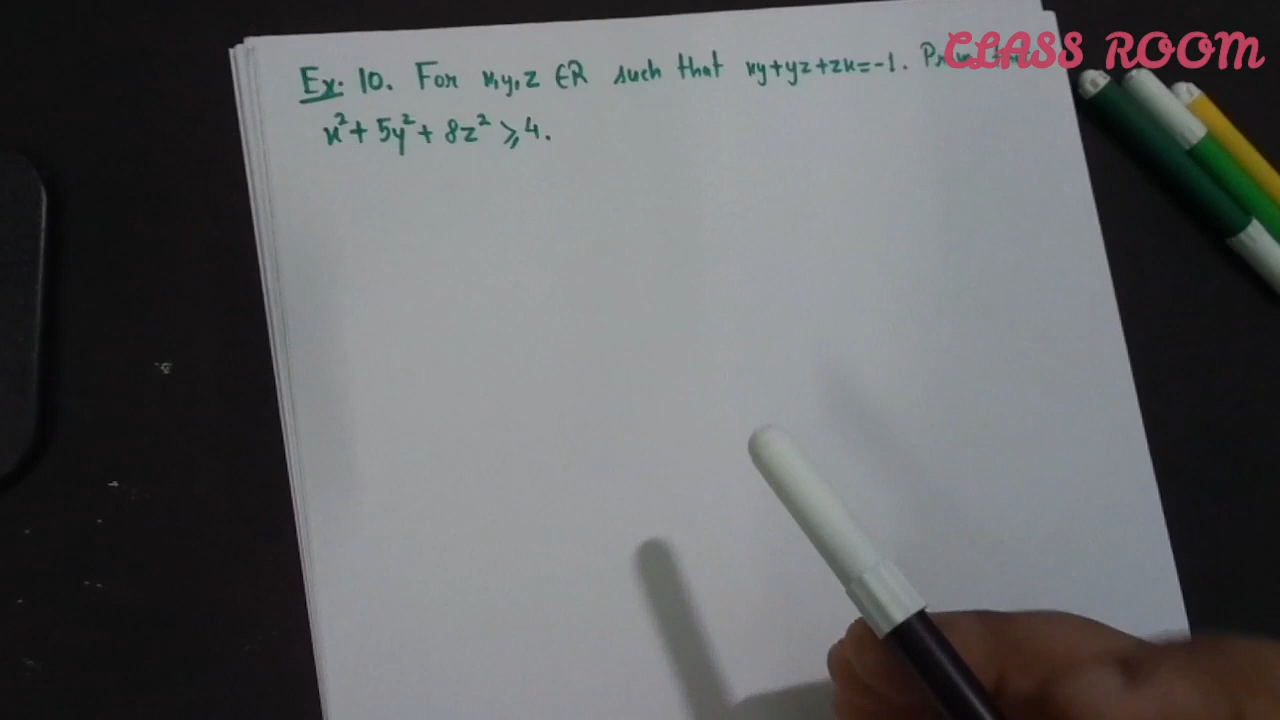 CLASS ROOM
Ex. 10. For x, y, z ∈ ℝ such that xy+yz+zx=-1.
x² + 5y² + 8z² ⩾ 4.